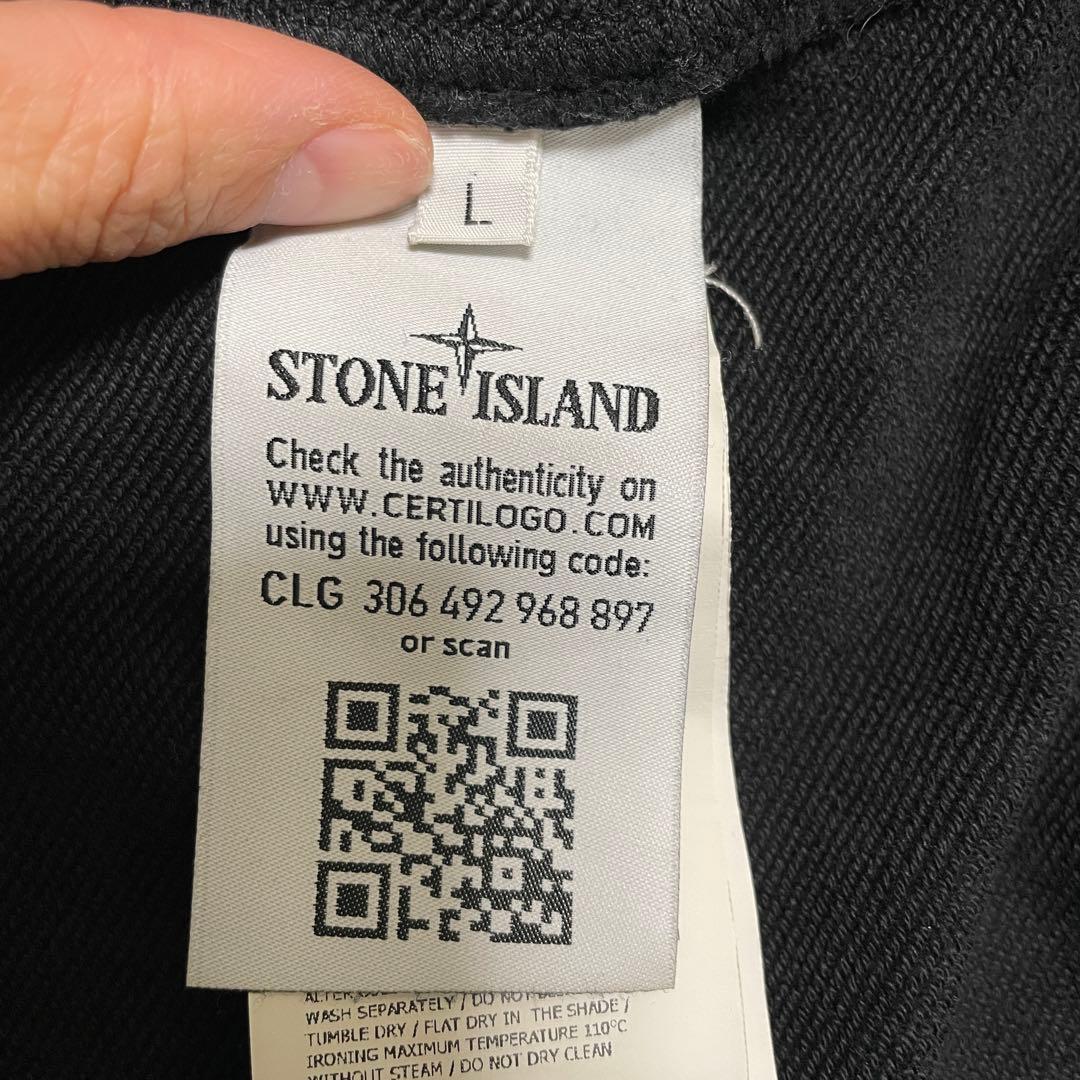 L
STONE ISLAND
Check the authenticity on
WWW.CERTILOGO.COM
using the following code:
CLG 306 492 968 897
or scan
WASH SEPARATELY / DO NOT
TUMBLE DRY / FLAT DRY IN THE SHADE /
IRONING MAXIMUM TEMPERATURE 110°C
WITHOUT STEAM / DO NOT DRY CLEAN